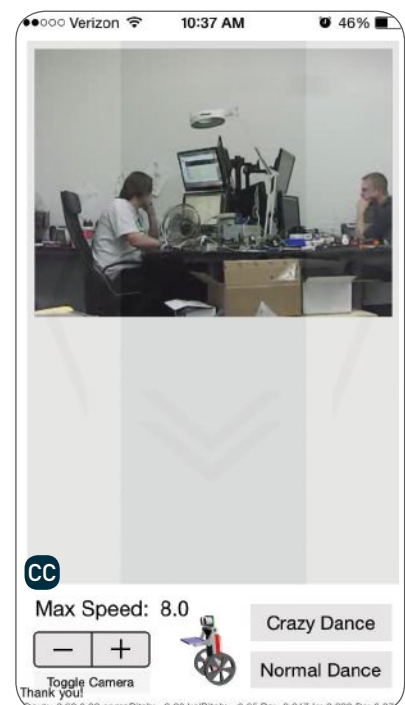 Verizon 10:37 AM 46%
CC
Max Speed: 8.0
Crazy Dance
− +
Toggle Camera
Normal Dance
Thank you!